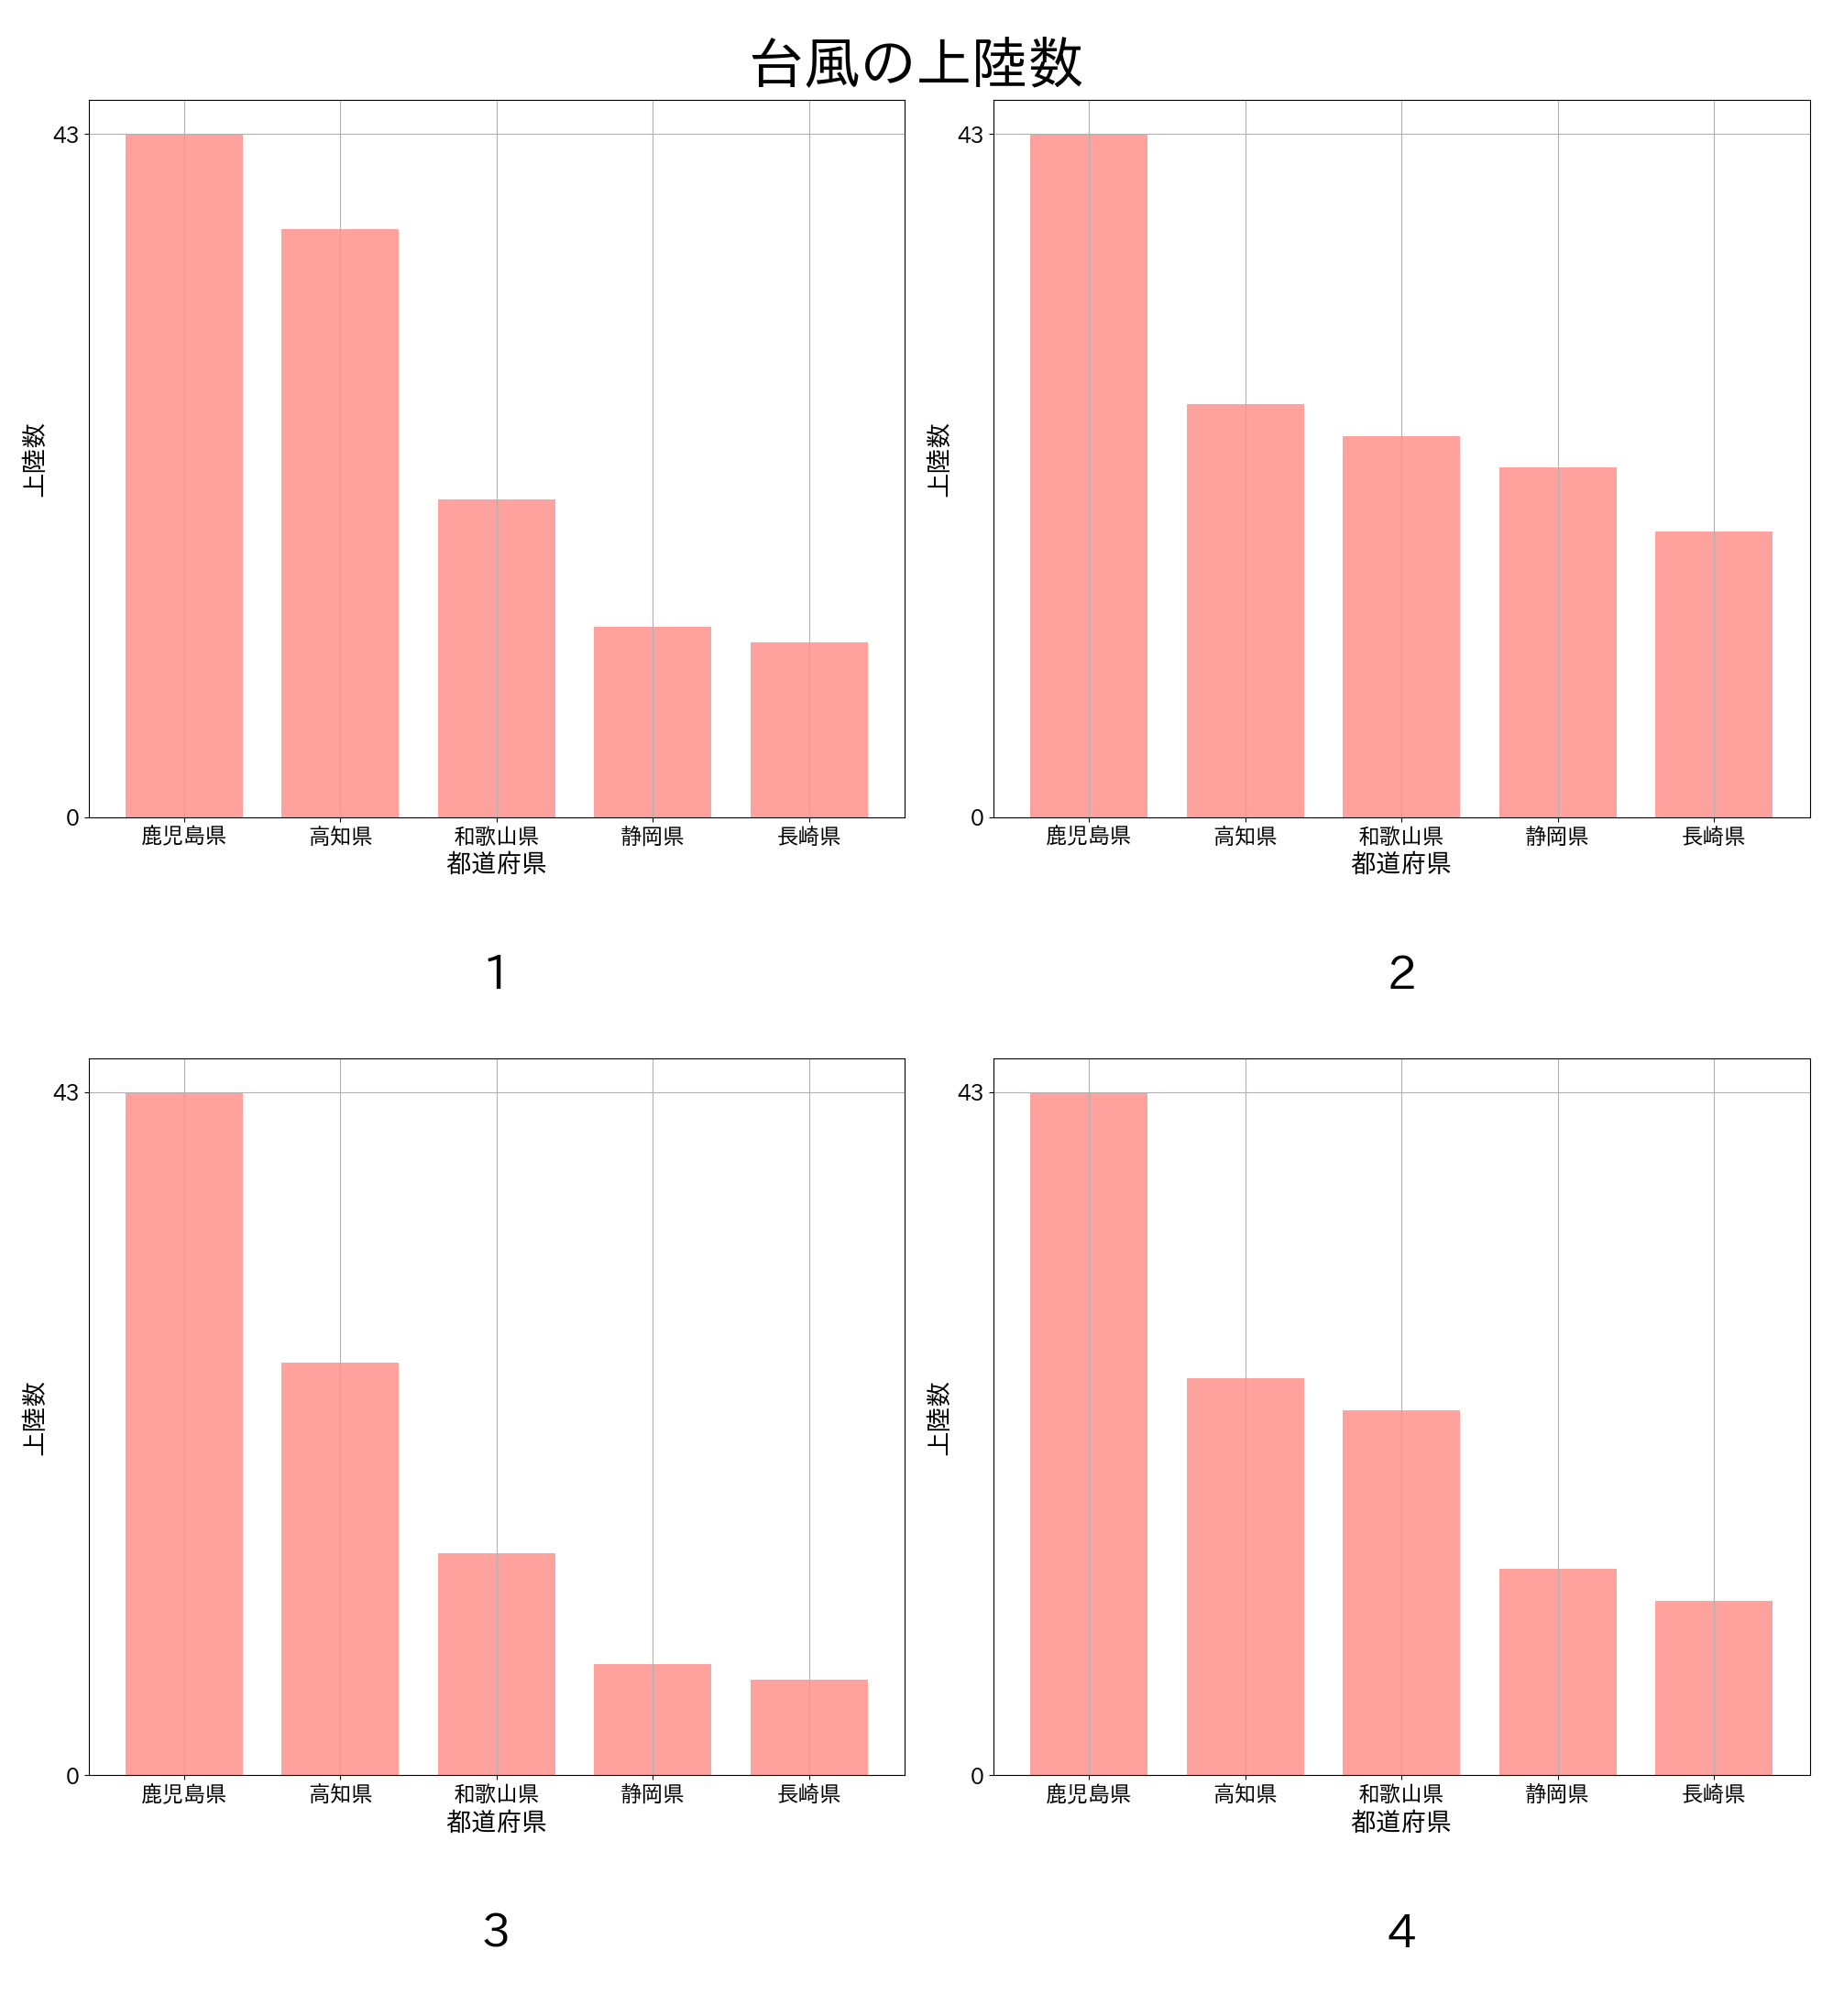 台風の上陸数
43
上陸数
0
鹿児島県 高知県 和歌山県 静岡県 長崎県
都道府県
1
43
上陸数
0
鹿児島県 高知県 和歌山県 静岡県 長崎県
都道府県
2
43
上陸数
0
鹿児島県 高知県 和歌山県 静岡県 長崎県
都道府県
3
43
上陸数
0
鹿児島県 高知県 和歌山県 静岡県 長崎県
都道府県
4